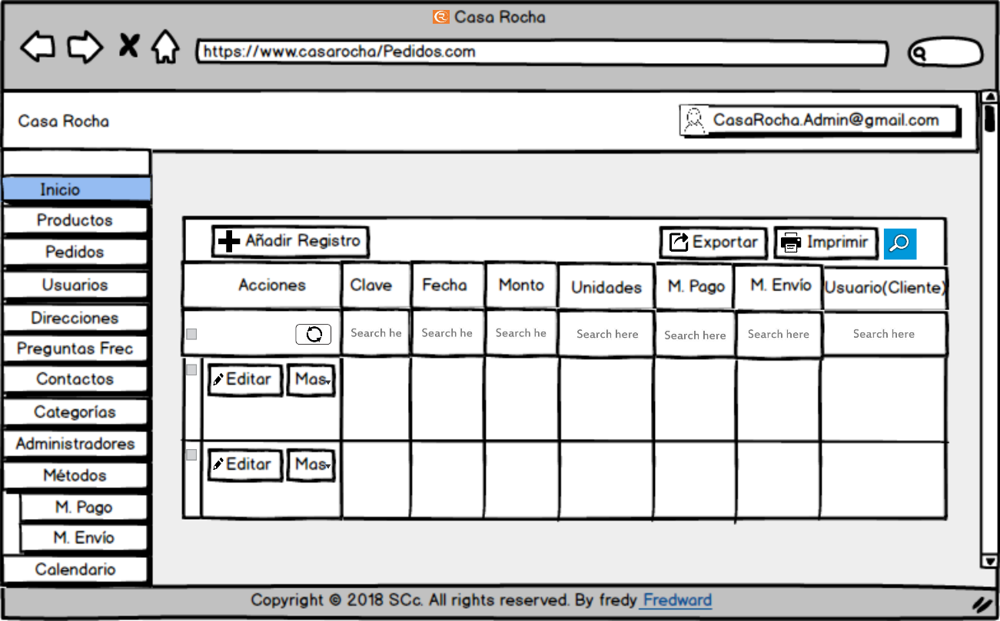 Casa Rocha
https://www.casarocha/Pedidos.com
Casa Rocha
CasaRocha.Admin@gmail.com
Inicio
Productos
Pedidos
Usuarios
Direcciones
Preguntas Frec
Contactos
Categorías
Administradores
Métodos
M. Pago
M. Envío
Calendario
Añadir Registro Exportar Imprimir
Acciones Clave Fecha Monto Unidades M. Pago M. Envío Usuario(Cliente)
Search he Search he Search he Search here Search here Search here Search here
Editar Mas
Editar Mas
Copyright © 2018 SCc. All rights reserved. By fredy Fredward